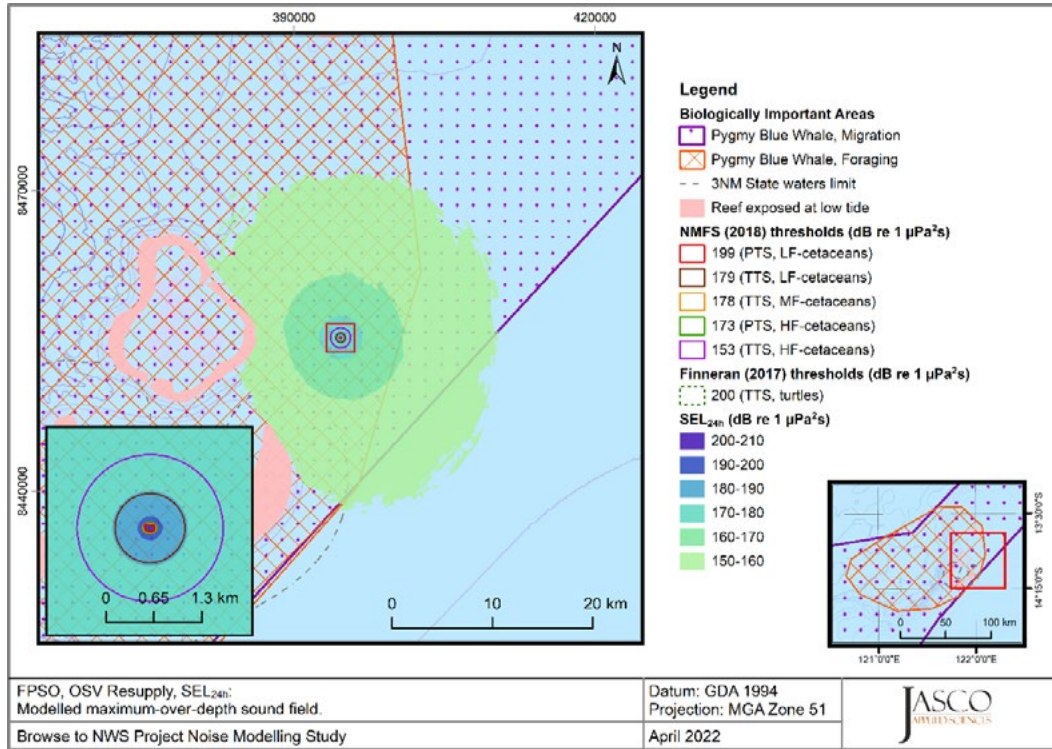 390000
420000
N
8470000
8440000
0 0.65 1.3 km
0 10 20 km
Legend
Biologically Important Areas
Pygmy Blue Whale, Migration
Pygmy Blue Whale, Foraging
3NM State waters limit
Reef exposed at low tide
NMFS (2018) thresholds (dB re 1 µPa²s)
199 (PTS, LF-cetaceans)
179 (TTS, LF-cetaceans)
178 (TTS, MF-cetaceans)
173 (PTS, HF-cetaceans)
153 (TTS, HF-cetaceans)
Finneran (2017) thresholds (dB re 1 µPa²s)
200 (TTS, turtles)
SEL24h (dB re 1 µPa²s)
200-210
190-200
180-190
170-180
160-170
150-160
13°30'S
14°15'0"S
0 50 100 km
121°0'0"E
122°0'0"E
FPSO, OSV Resupply, SEL24h:
Modelled maximum-over-depth sound field.
Browse to NWS Project Noise Modelling Study
Datum: GDA 1994
Projection: MGA Zone 51
April 2022
JASCO
APPLIED SCIENCES